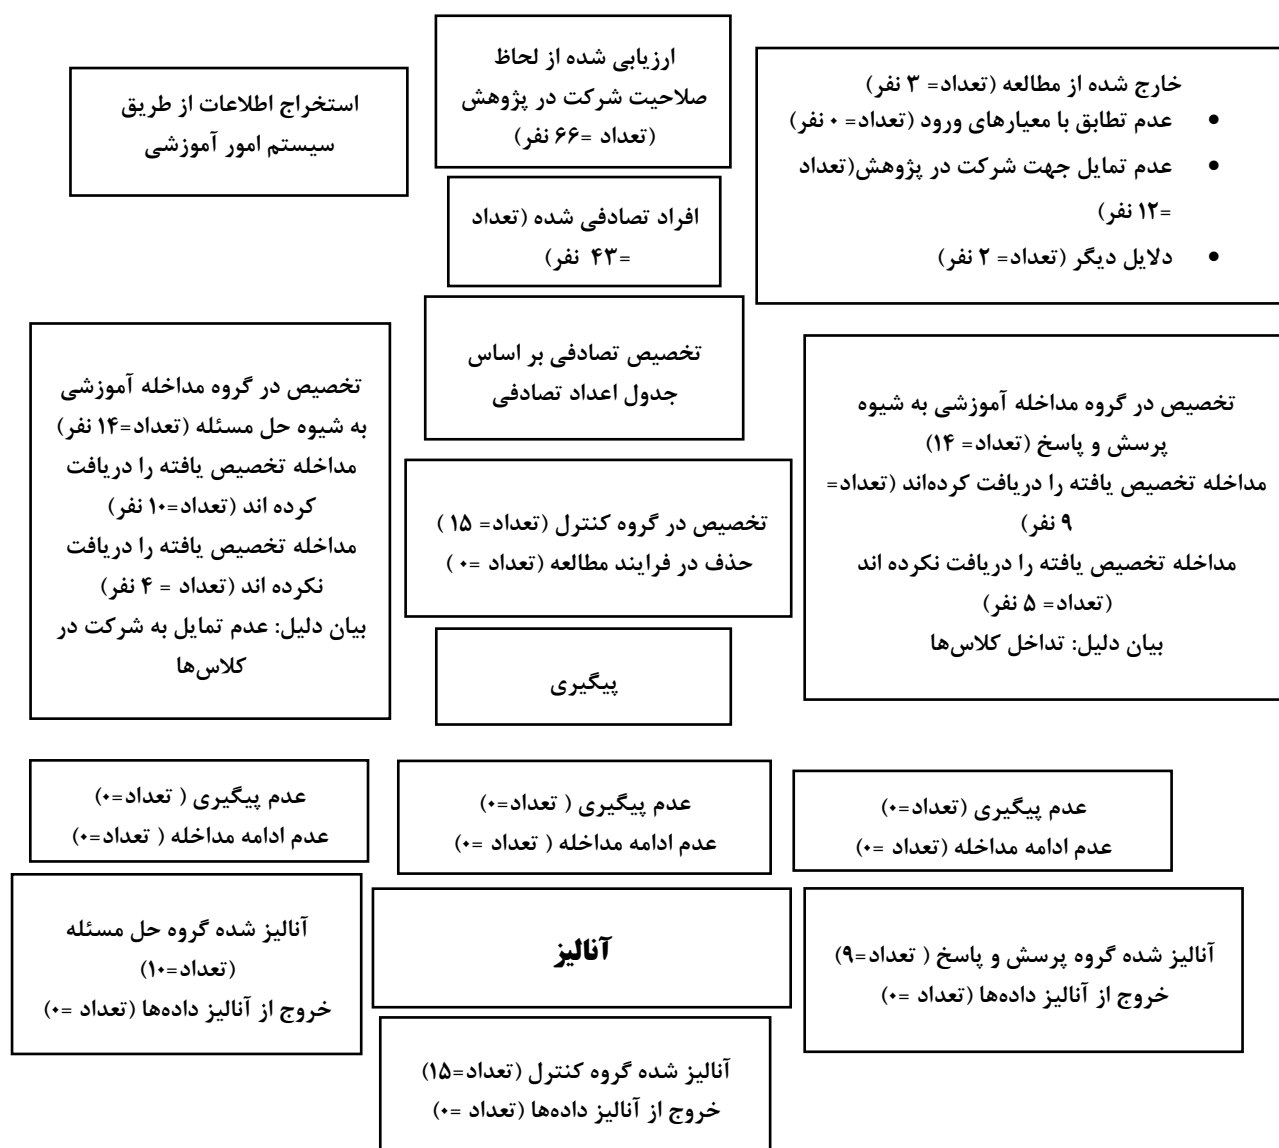 ارزیابی شده از لحاظ
صلاحیت شرکت در پژوهش
(تعداد =۶۶ نفر)
خارج شده از مطالعه (تعداد= ۳ نفر)
• عدم تطابق با معیارهای ورود (تعداد= ۰ نفر)
• عدم تمایل جهت شرکت در پژوهش(تعداد
=۱۲ نفر)
• دلایل دیگر (تعداد= ۲ نفر)
استخراج اطلاعات از طریق
سیستم امور آموزشی
افراد تصادفی شده (تعداد
=۴۳ نفر)
تخصیص تصادفی بر اساس
جدول اعداد تصادفی
تخصیص در گروه مداخله آموزشی به شیوه
پرسش و پاسخ (تعداد= ۱۴)
مداخله تخصیص یافته را دریافت کرده‌اند (تعداد=
۹ نفر)
مداخله تخصیص یافته را دریافت نکرده اند
(تعداد= ۵ نفر)
بیان دلیل: تداخل کلاس‌ها
تخصیص در گروه کنترل (تعداد= ۱۵ )
حذف در فرایند مطالعه (تعداد =۰ )
تخصیص در گروه مداخله آموزشی
به شیوه حل مسئله (تعداد=۱۴ نفر)
مداخله تخصیص یافته را دریافت
کرده اند (تعداد=۱۰ نفر)
مداخله تخصیص یافته را دریافت
نکرده اند (تعداد = ۴ نفر)
بیان دلیل: عدم تمایل به شرکت در
کلاس‌ها
پیگیری
عدم پیگیری (تعداد=۰)
عدم ادامه مداخله (تعداد =۰)
عدم پیگیری ( تعداد=۰)
عدم ادامه مداخله ( تعداد =۰)
عدم پیگیری ( تعداد=۰)
عدم ادامه مداخله ( تعداد=۰)
آنالیز
آنالیز شده گروه پرسش و پاسخ ( تعداد=۹)
خروج از آنالیز داده‌ها (تعداد =۰)
آنالیز شده گروه حل مسئله
(تعداد=۱۰)
خروج از آنالیز داده‌ها (تعداد =۰)
آنالیز شده گروه کنترل (تعداد=۱۵)
خروج از آنالیز داده‌ها (تعداد =۰)